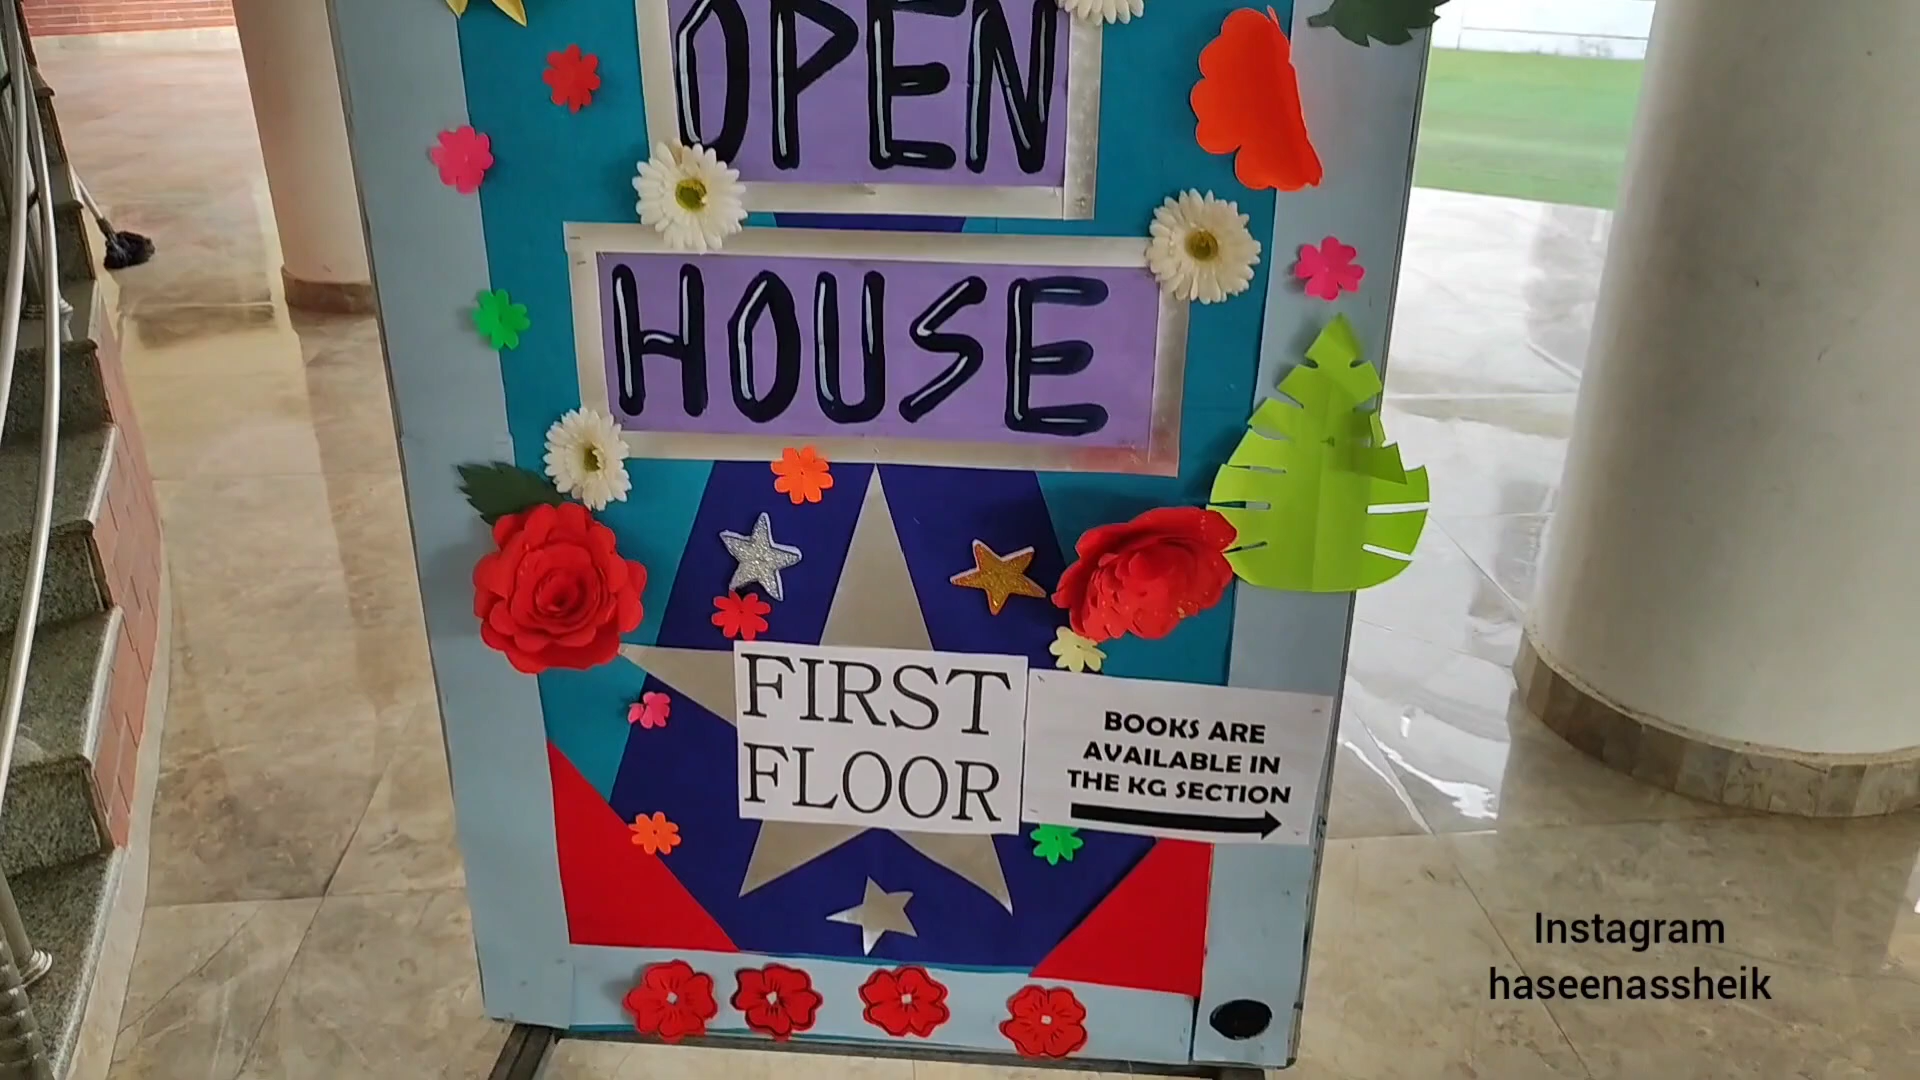 OPEN
HOUSE
FIRST
FLOOR
BOOKS ARE
AVAILABLE IN
THE KG SECTION
Instagram
haseenassheik